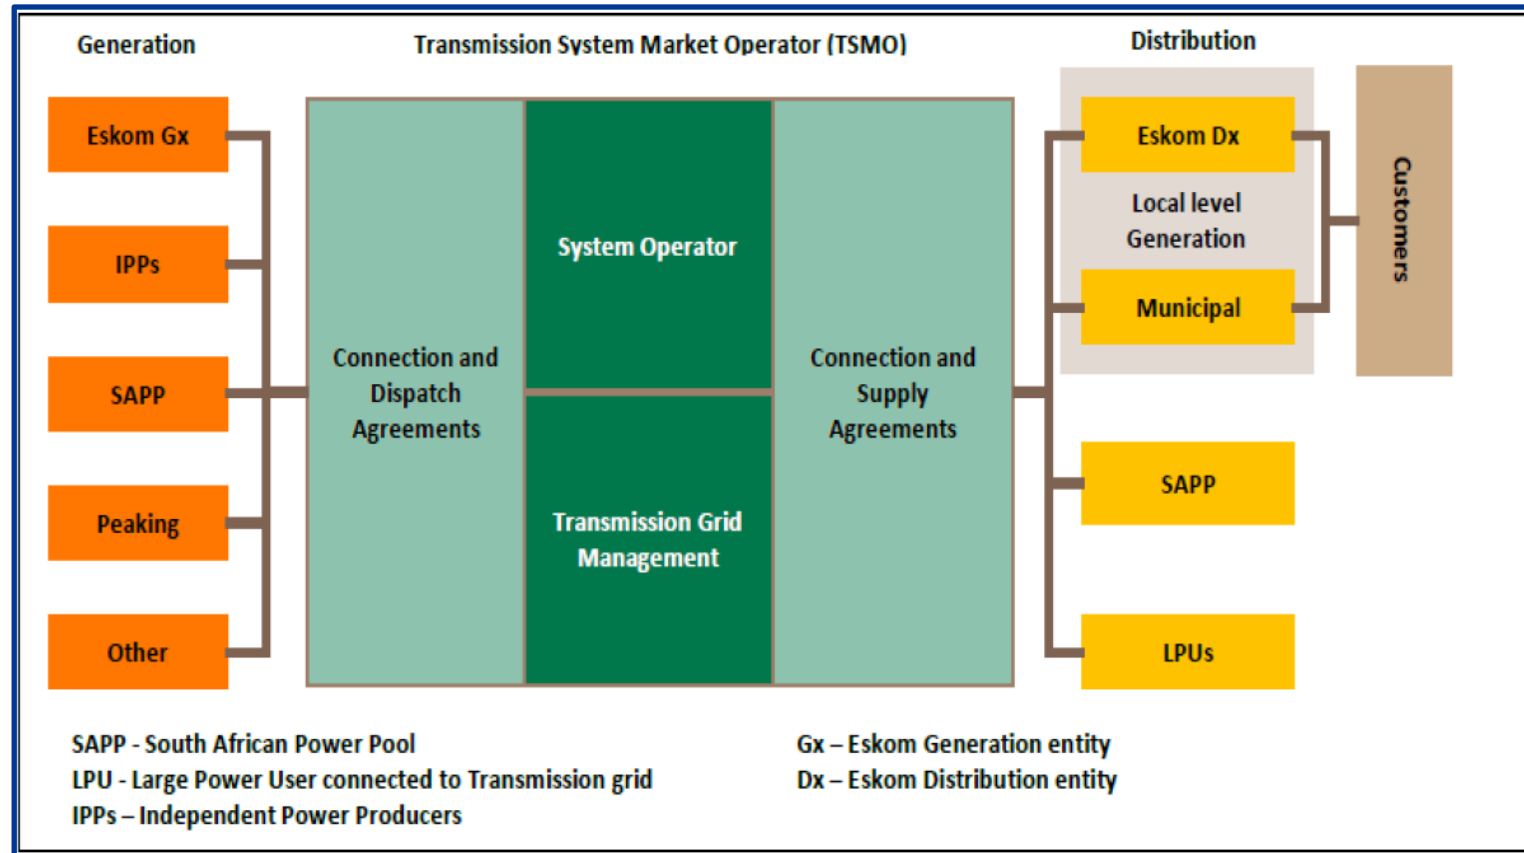 Generation
Transmission System Market Operator (TSMO)
Distribution
Eskom Gx
IPPs
SAPP
Peaking
Other
Connection and
Dispatch
Agreements
System Operator
Transmission Grid
Management
Connection and
Supply
Agreements
Eskom Dx
Local level
Generation
Municipal
SAPP
LPUs
Customers
SAPP - South African Power Pool
LPU - Large Power User connected to Transmission grid
IPPs – Independent Power Producers
Gx – Eskom Generation entity
Dx – Eskom Distribution entity